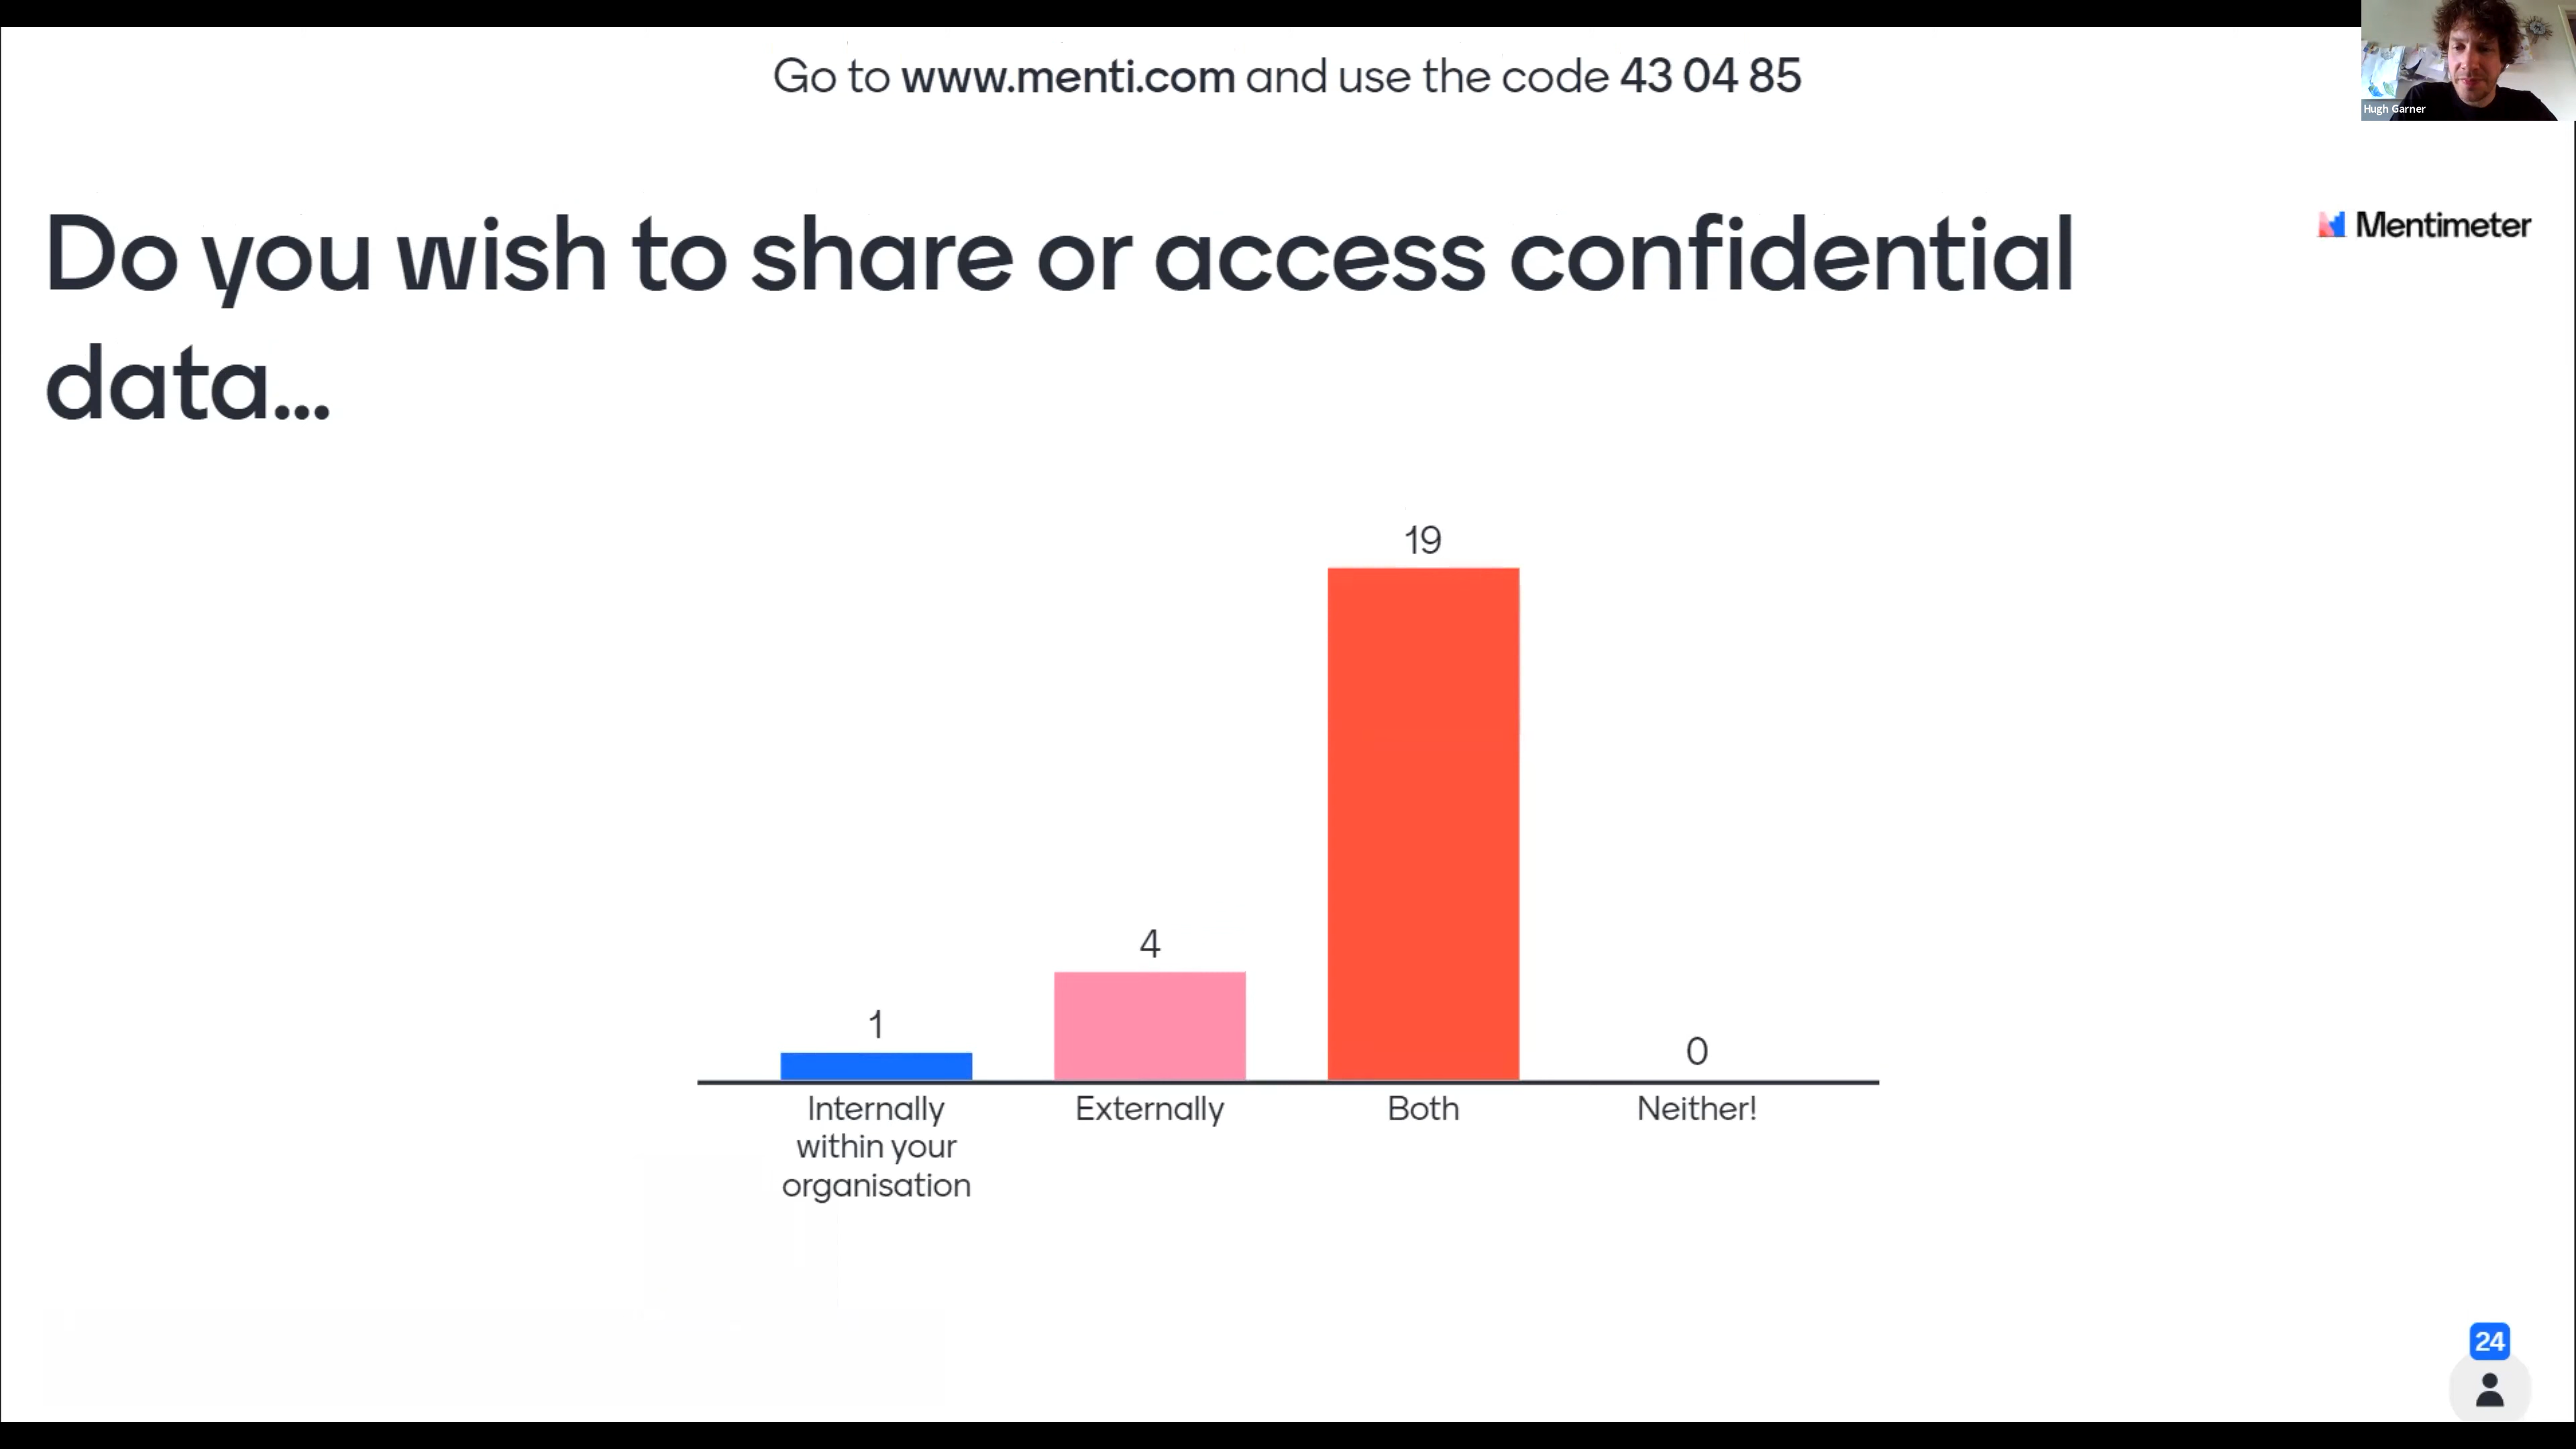 Go to www.menti.com and use the code 43 04 85
Hugh Garner
Do you wish to share or access confidential
data...
Mentimeter
19
4
1
0
Internally
within your
organisation
Externally
Both
Neither!
24